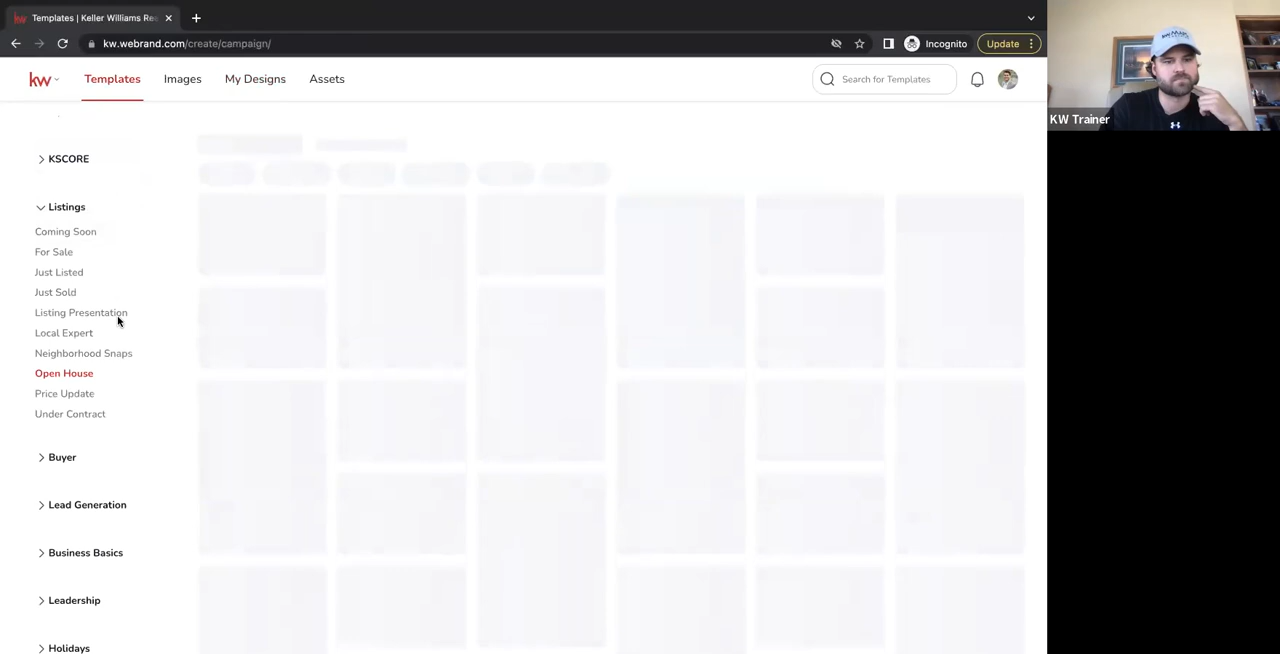 Templates | Keller Williams Res
kw.webrand.com/create/campaign/
Incognito
Update
kw
Templates
Images
My Designs
Assets
Search for Templates
KW Trainer
KSCORE
Listings
Coming Soon
For Sale
Just Listed
Just Sold
Listing Presentation
Local Expert
Neighborhood Snaps
Open House
Price Update
Under Contract
Buyer
Lead Generation
Business Basics
Leadership
Holidays